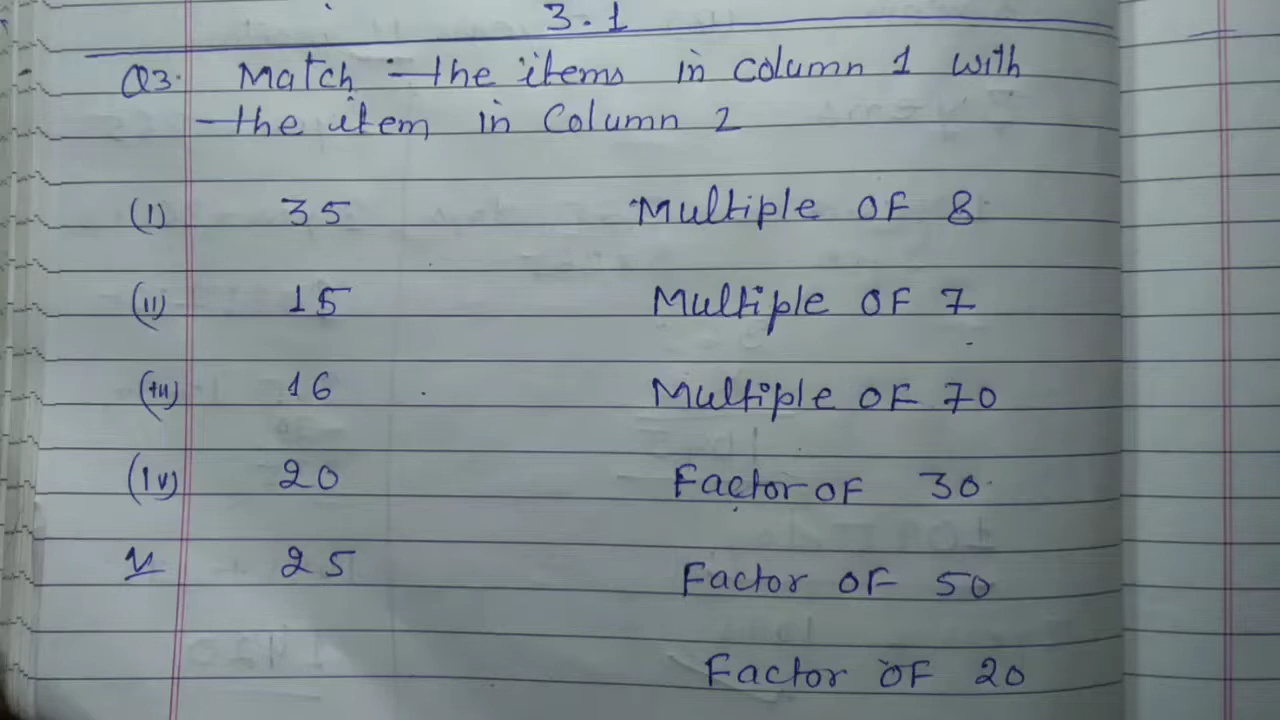 3.1
Q3. Match the items in column 1 with
the item in Column 2
(i) 35 Multiple OF 8
(ii) 15 Multiple OF 7
(iii) 16 Multiple OF 70
(iv) 20 Factor OF 30
v 25 Factor OF 50
Factor OF 20